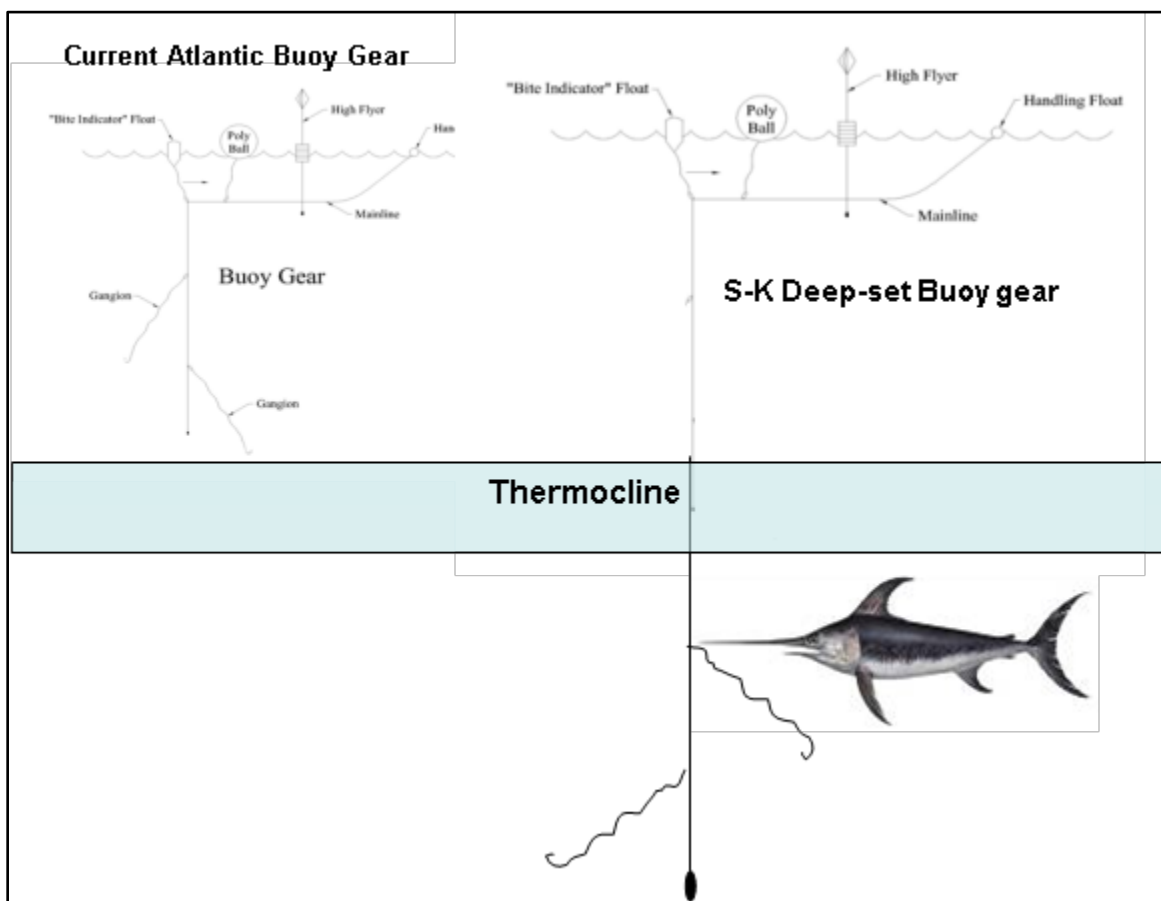 Current Atlantic Buoy Gear
"Bite Indicator" Float
Poly
Ball
High Flyer
Han
Mainline
Buoy Gear
Gangion
Gangion
"Bite Indicator" Float
Poly
Ball
High Flyer
Handling Float
Mainline
S-K Deep-set Buoy gear
Thermocline